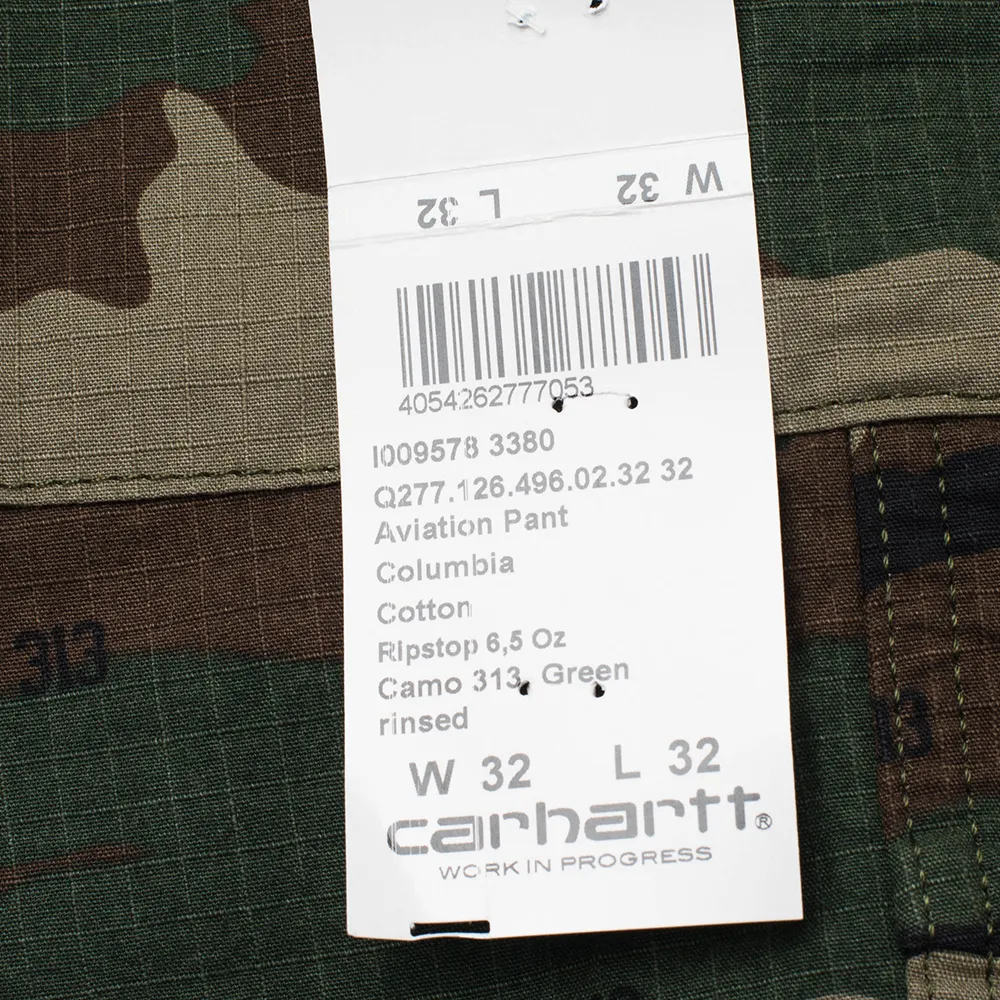 W 32 L 32
4054262777053
I009578 3380
Q277.126.496.02.32 32
Aviation Pant
Columbia
Cotton
Ripstop 6,5 Oz
Camo 313, Green
rinsed
W 32 L 32
carhartt®
WORK IN PROGRESS
313
313